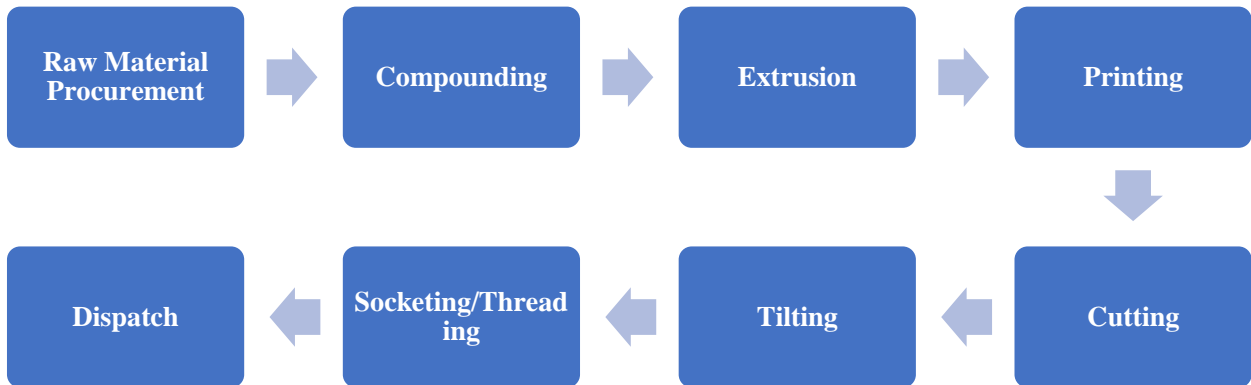 Raw Material
Procurement
Compounding
Extrusion
Printing
Cutting
Tilting
Socketing/Thread
ing
Dispatch